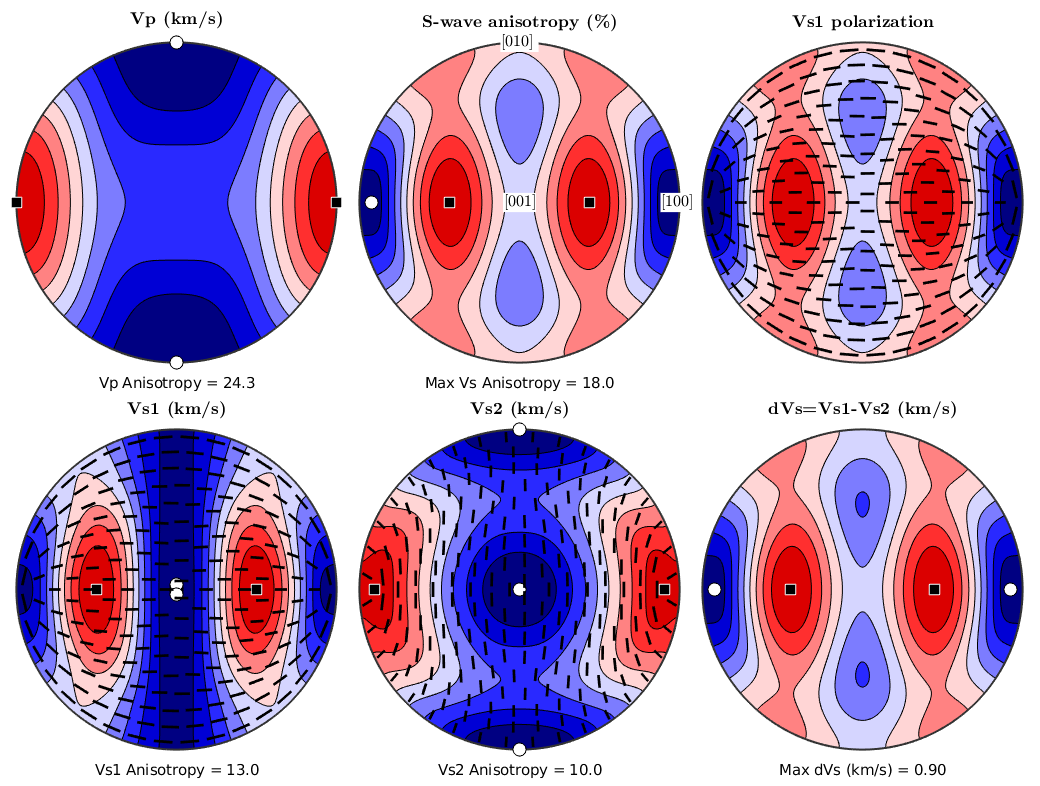 Vp (km/s)
S-wave anisotropy (%)
Vs1 polarization
[010]
[001]
[100]
Vp Anisotropy = 24.3
Max Vs Anisotropy = 18.0
Vs1 (km/s)
Vs2 (km/s)
dVs=Vs1-Vs2 (km/s)
Vs1 Anisotropy = 13.0
Vs2 Anisotropy = 10.0
Max dVs (km/s) = 0.90